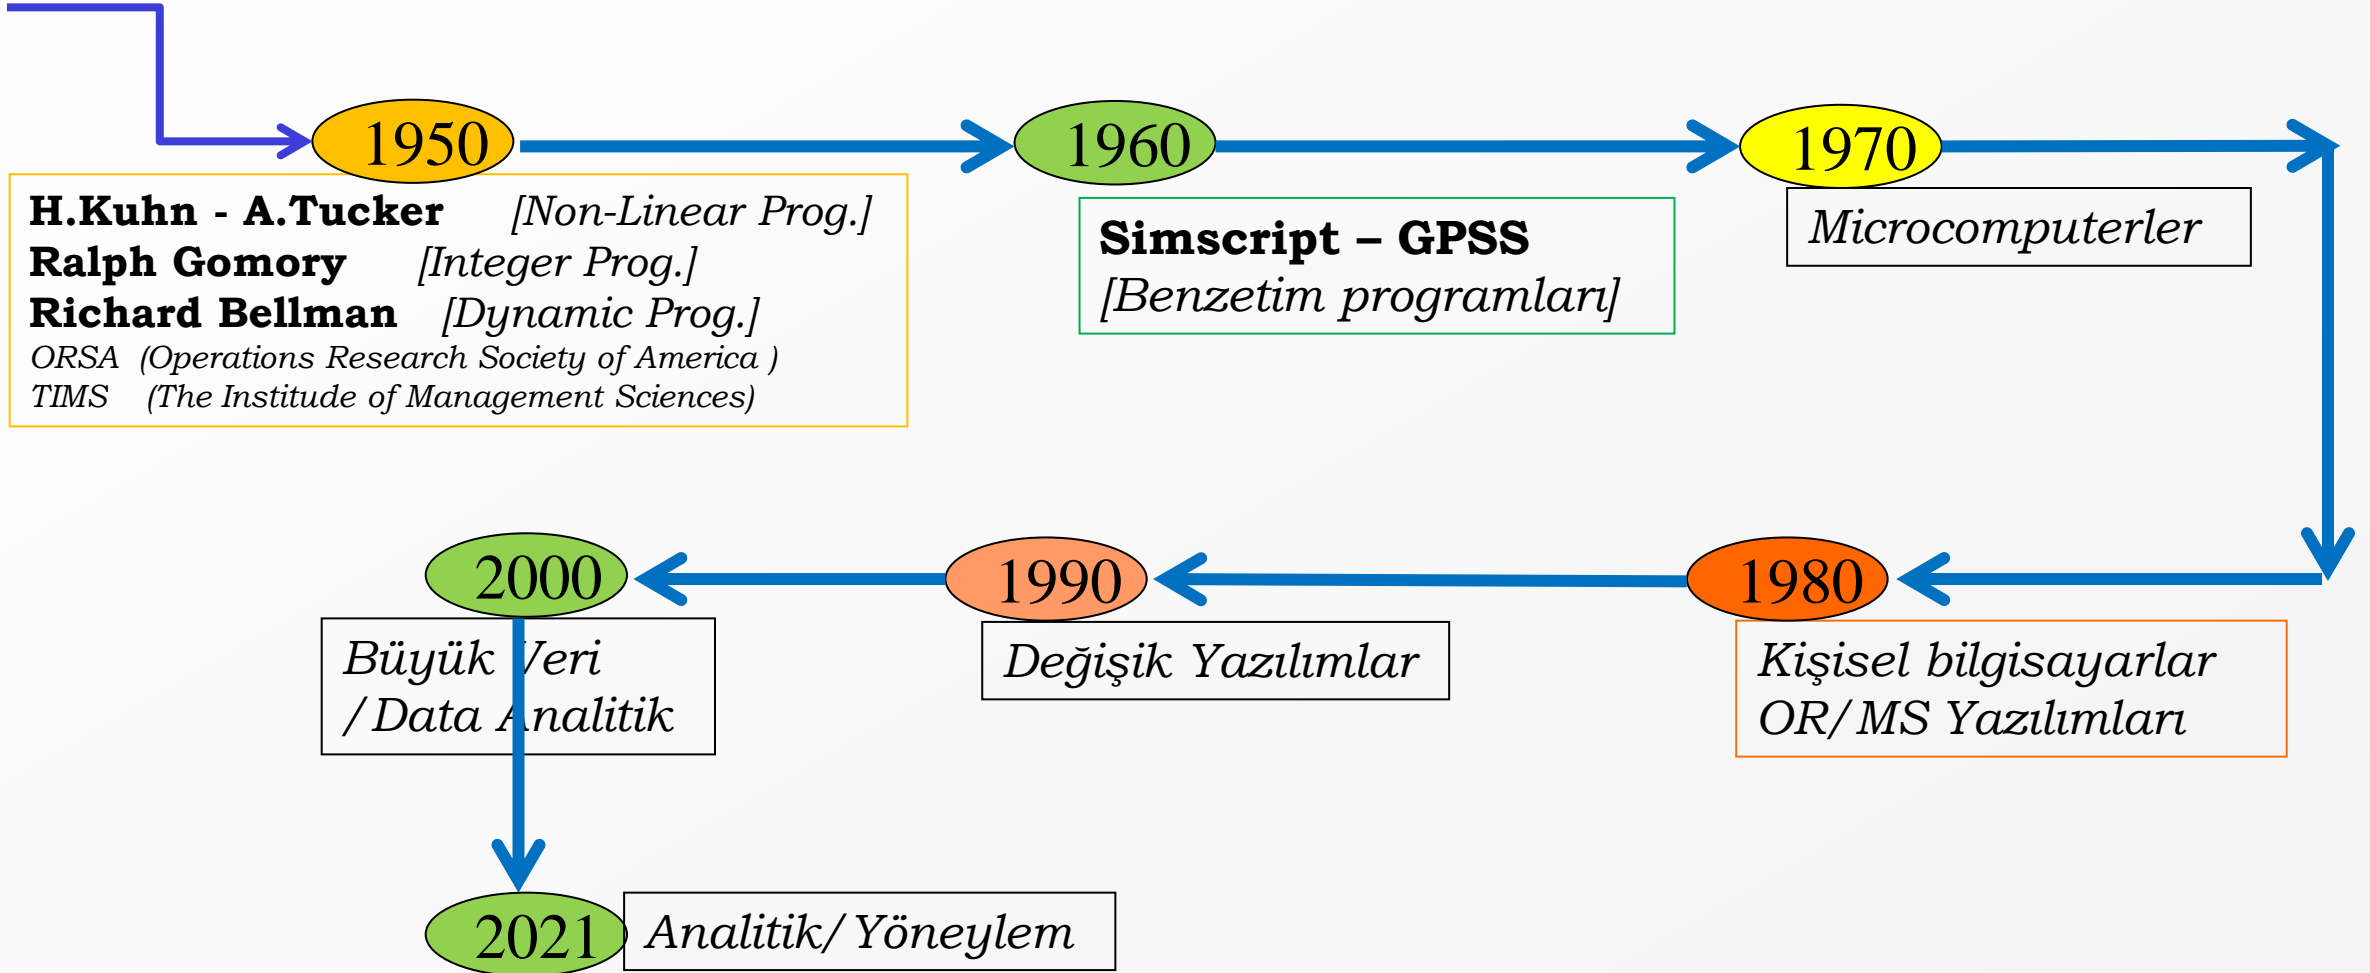 1950
H.Kuhn - A.Tucker [Non-Linear Prog.]
Ralph Gomory [Integer Prog.]
Richard Bellman [Dynamic Prog.]
ORSA (Operations Research Society of America )
TIMS (The Institude of Management Sciences)
1960
Simscript – GPSS
[Benzetim programları]
1970
Microcomputerler
1980
Kişisel bilgisayarlar
OR/MS Yazılımları
1990
Değişik Yazılımlar
2000
Büyük Veri
/Data Analitik
2021
Analitik/Yöneylem